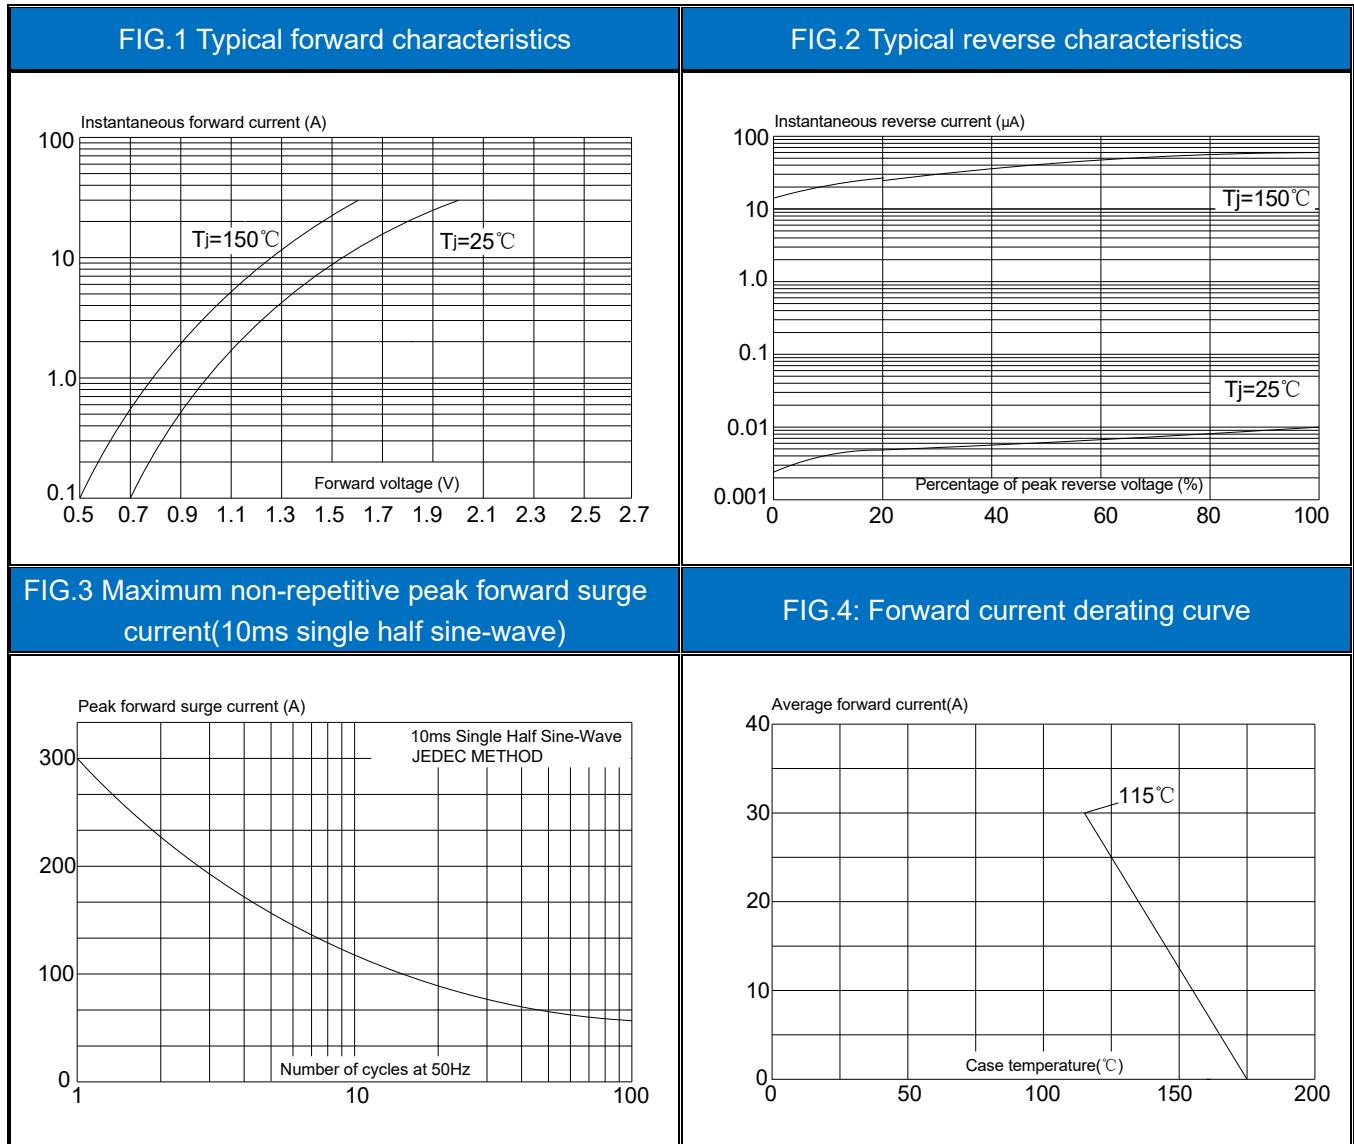 FIG.1 Typical forward characteristics
Instantaneous forward current (A)
100
10
1.0
0.1
Tj=150℃
Tj=25℃
Forward voltage (V)
0.5 0.7 0.9 1.1 1.3 1.5 1.7 1.9 2.1 2.3 2.5 2.7
FIG.2 Typical reverse characteristics
Instantaneous reverse current (μA)
100
10
1.0
0.1
0.01
0.001
Tj=150℃
Tj=25℃
Percentage of peak reverse voltage (%)
0 20 40 60 80 100
FIG.3 Maximum non-repetitive peak forward surge
current(10ms single half sine-wave)
Peak forward surge current (A)
10ms Single Half Sine-Wave
JEDEC METHOD
300
200
100
0
Number of cycles at 50Hz
1 10 100
FIG.4: Forward current derating curve
Average forward current(A)
40
30
20
10
0
115℃
Case temperature(℃)
0 50 100 150 200